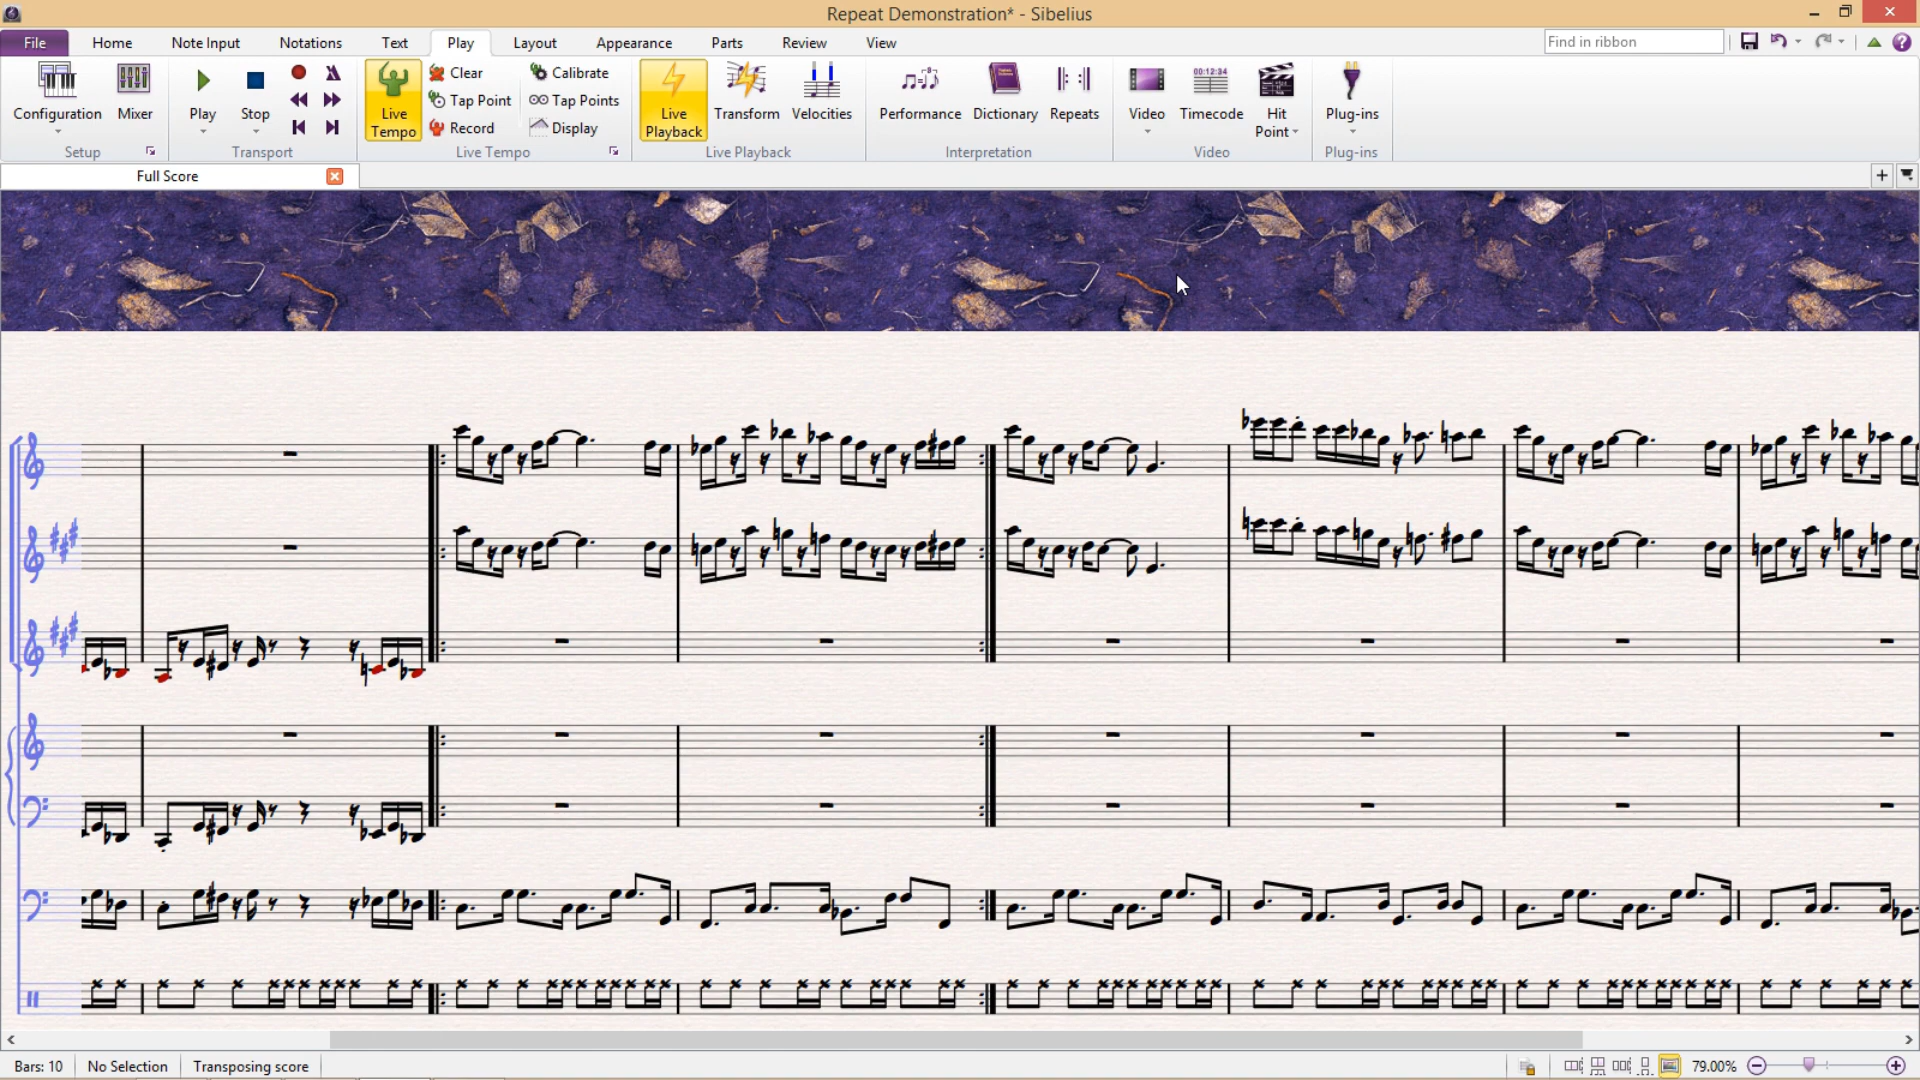 Repeat Demonstration* - Sibelius
File Home Note Input Notations Text Play Layout Appearance Parts Review View Find in ribbon
Configuration Mixer Play Stop Live Tempo Clear Calibrate Live Playback Transform Velocities Performance Dictionary Repeats Video Timecode Hit Point Plug-ins
00:12:34
Tap Point Tap Points
Record Display
Setup Transport Live Tempo Live Playback Interpretation Video Plug-ins
Full Score
Bars: 10 No Selection Transposing score 79.00%